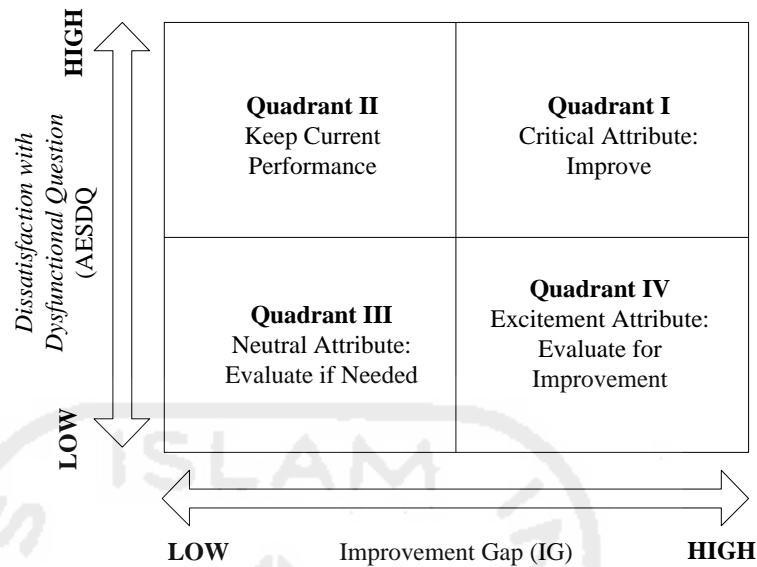 HIGH
Dissatisfaction with
Dysfunctional Question
(AESDQ
LOW
Quadrant II
Keep Current
Performance
Quadrant I
Critical Attribute:
Improve
Quadrant III
Neutral Attribute:
Evaluate if Needed
Quadrant IV
Excitement Attribute:
Evaluate for
Improvement
ISLAM
LOW
Improvement Gap (IG)
HIGH